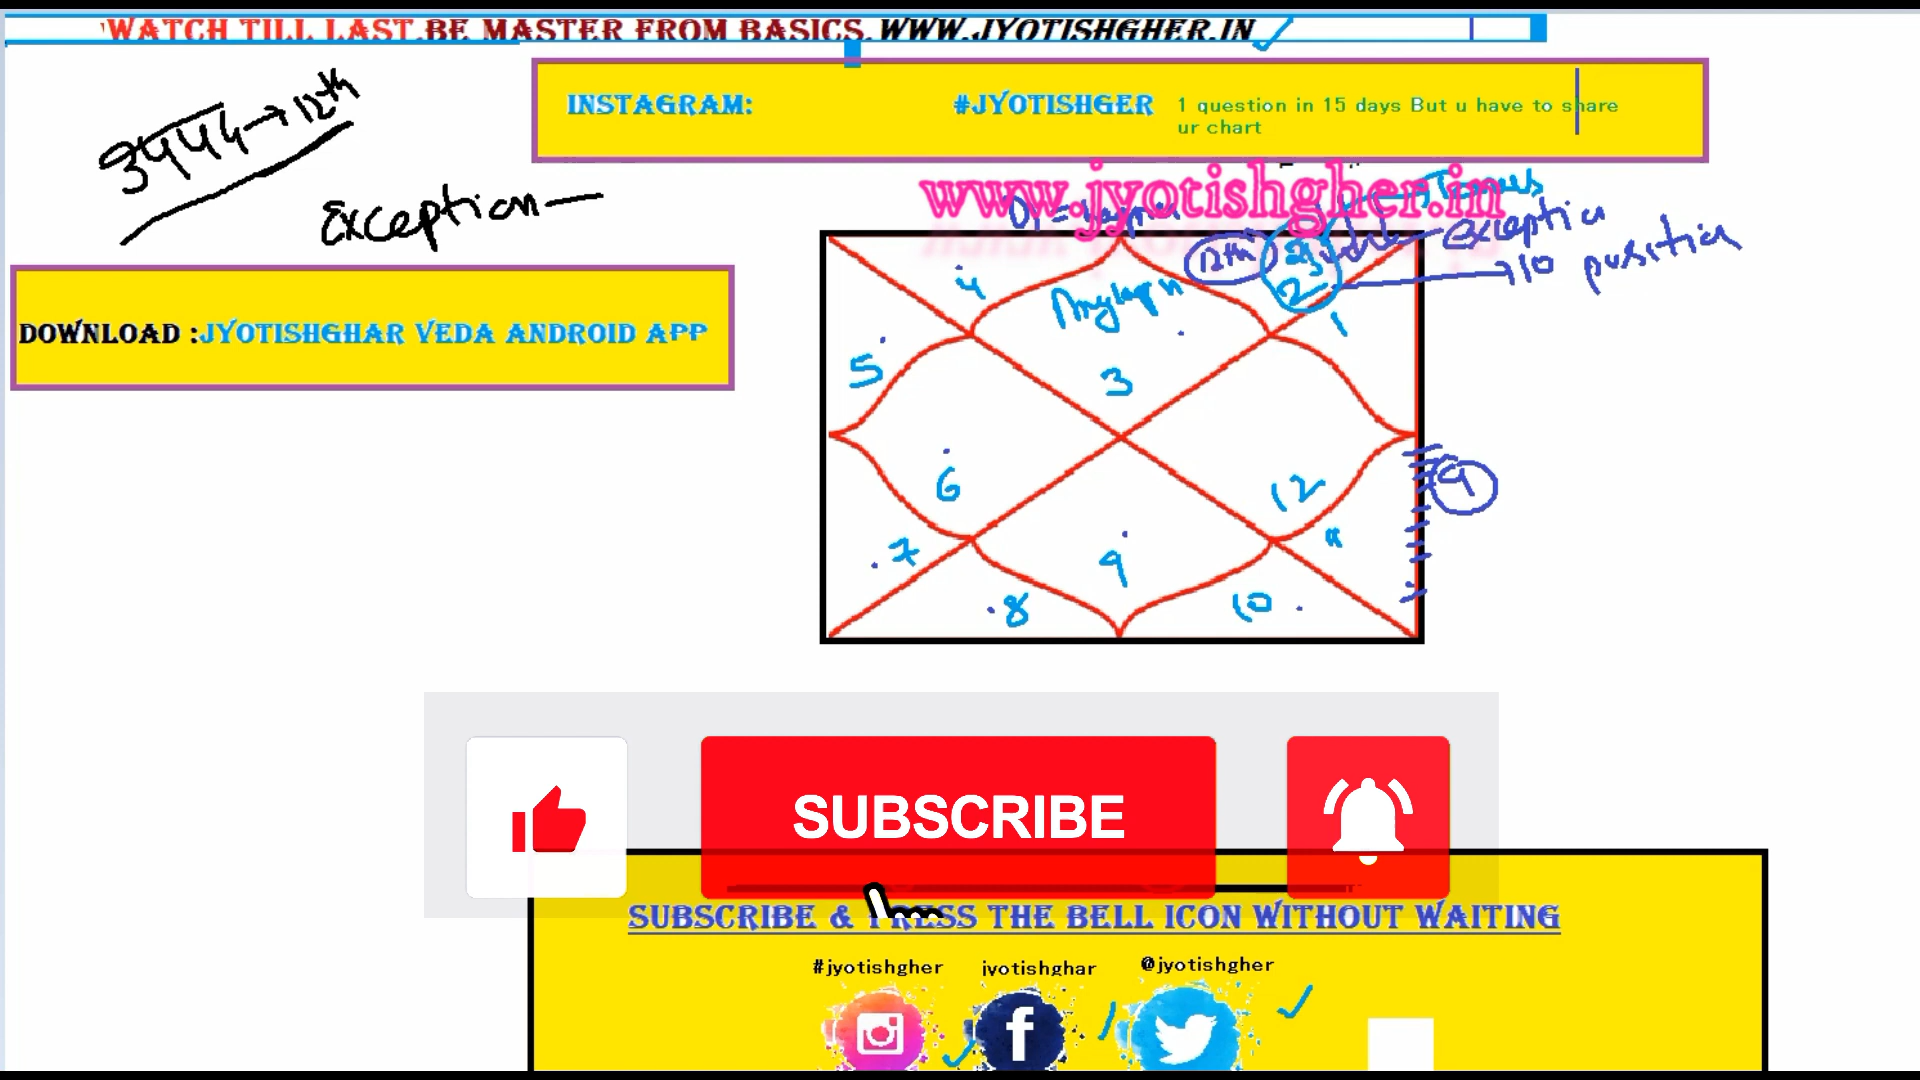 WATCH TILL LAST.BE MASTER FROM BASICS. WWW.JYOTISHGHER.IN
INSTAGRAM: #JYOTISHGER 1 question in 15 days But u have to share
ur chart
12th
Exception
www.jyotishgher.in
12th
exception
2 → 10 position
DOWNLOAD :JYOTISHGHAR VEDA ANDROID APP
4
1
5
3
6
12
9
7
11
9
8
10
SUBSCRIBE
SUBSCRIBE & PRESS THE BELL ICON WITHOUT WAITING
#jyotishgher jyotishghar @jyotishgher